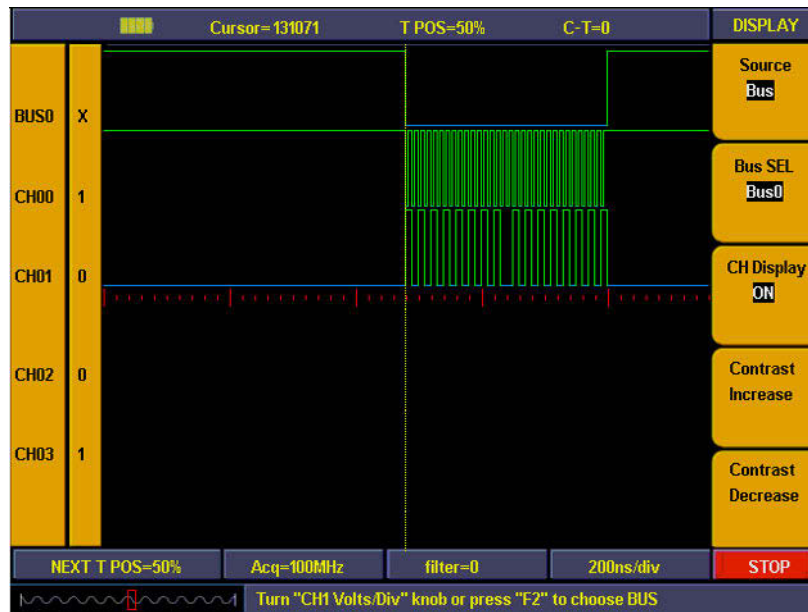 Cursor=131071 T POS=50% C-T=0 DISPLAY
Source
Bus
BUS0 X
Bus SEL
Bus0
CH00 1
CH01 0
CH Display
ON
CH02 0
Contrast
Increase
CH03 1
Contrast
Decrease
NEXT T POS=50% Acq=100MHz filter=0 200ns/div STOP
Turn "CH1 Volts/Div" knob or press "F2" to choose BUS